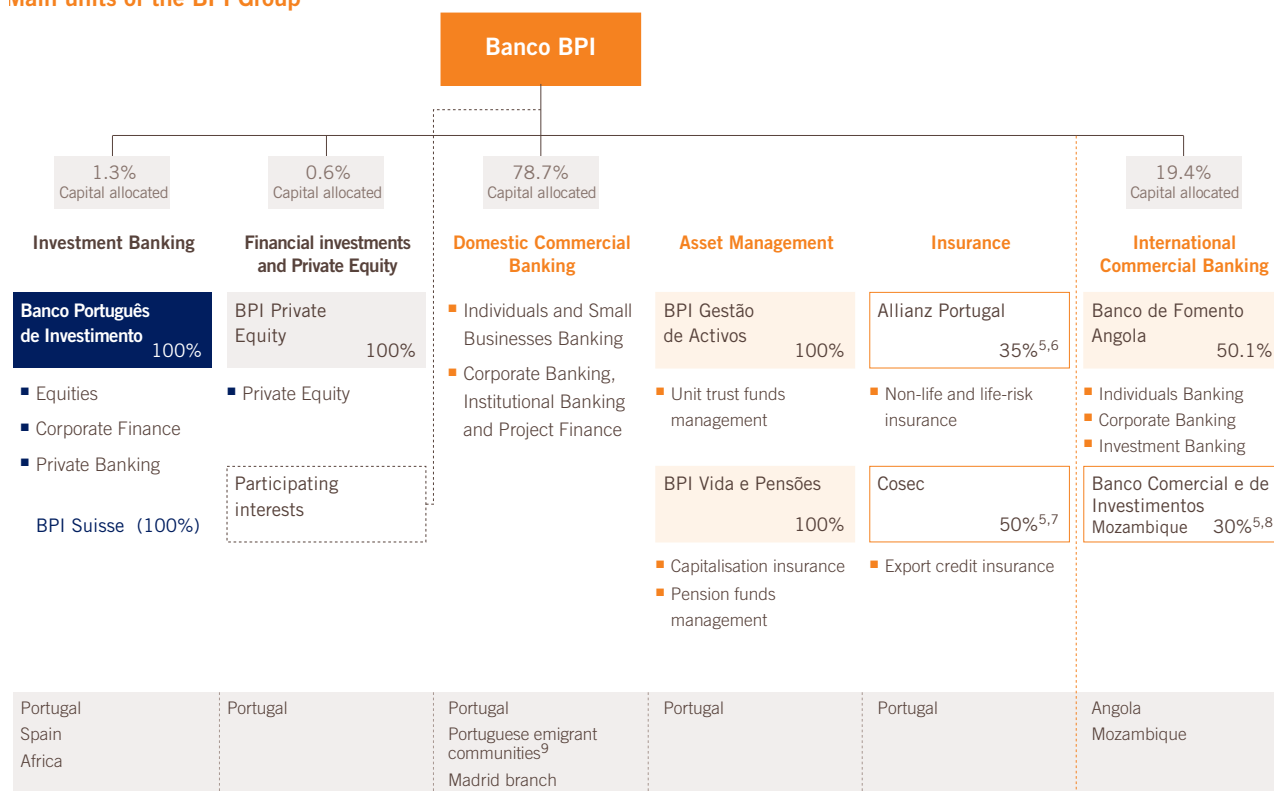 Main units of the BPI Group
Banco BPI
1.3%
Capital allocated
0.6%
Capital allocated
78.7%
Capital allocated
19.4%
Capital allocated
Investment Banking
Financial investments
and Private Equity
Domestic Commercial
Banking
Asset Management
Insurance
International
Commercial Banking
Banco Português
de Investimento
100%
BPI Private
Equity
100%
■ Individuals and Small
Businesses Banking
■ Corporate Banking,
Institutional Banking
and Project Finance
BPI Gestão
de Activos
100%
Allianz Portugal
35%5,6
Banco de Fomento
Angola
50.1%
■ Equities
■ Corporate Finance
■ Private Banking
■ Private Equity
■ Unit trust funds
management
■ Non-life and life-risk
insurance
■ Individuals Banking
■ Corporate Banking
■ Investment Banking
BPI Suisse (100%)
Participating
interests
BPI Vida e Pensões
100%
Cosec
50%5,7
Banco Comercial e de
Investimentos
Mozambique 30%5,8
■ Capitalisation insurance
■ Pension funds
management
■ Export credit insurance
Portugal
Spain
Africa
Portugal
Portugal
Portuguese emigrant
communities9
Madrid branch
Portugal
Portugal
Angola
Mozambique